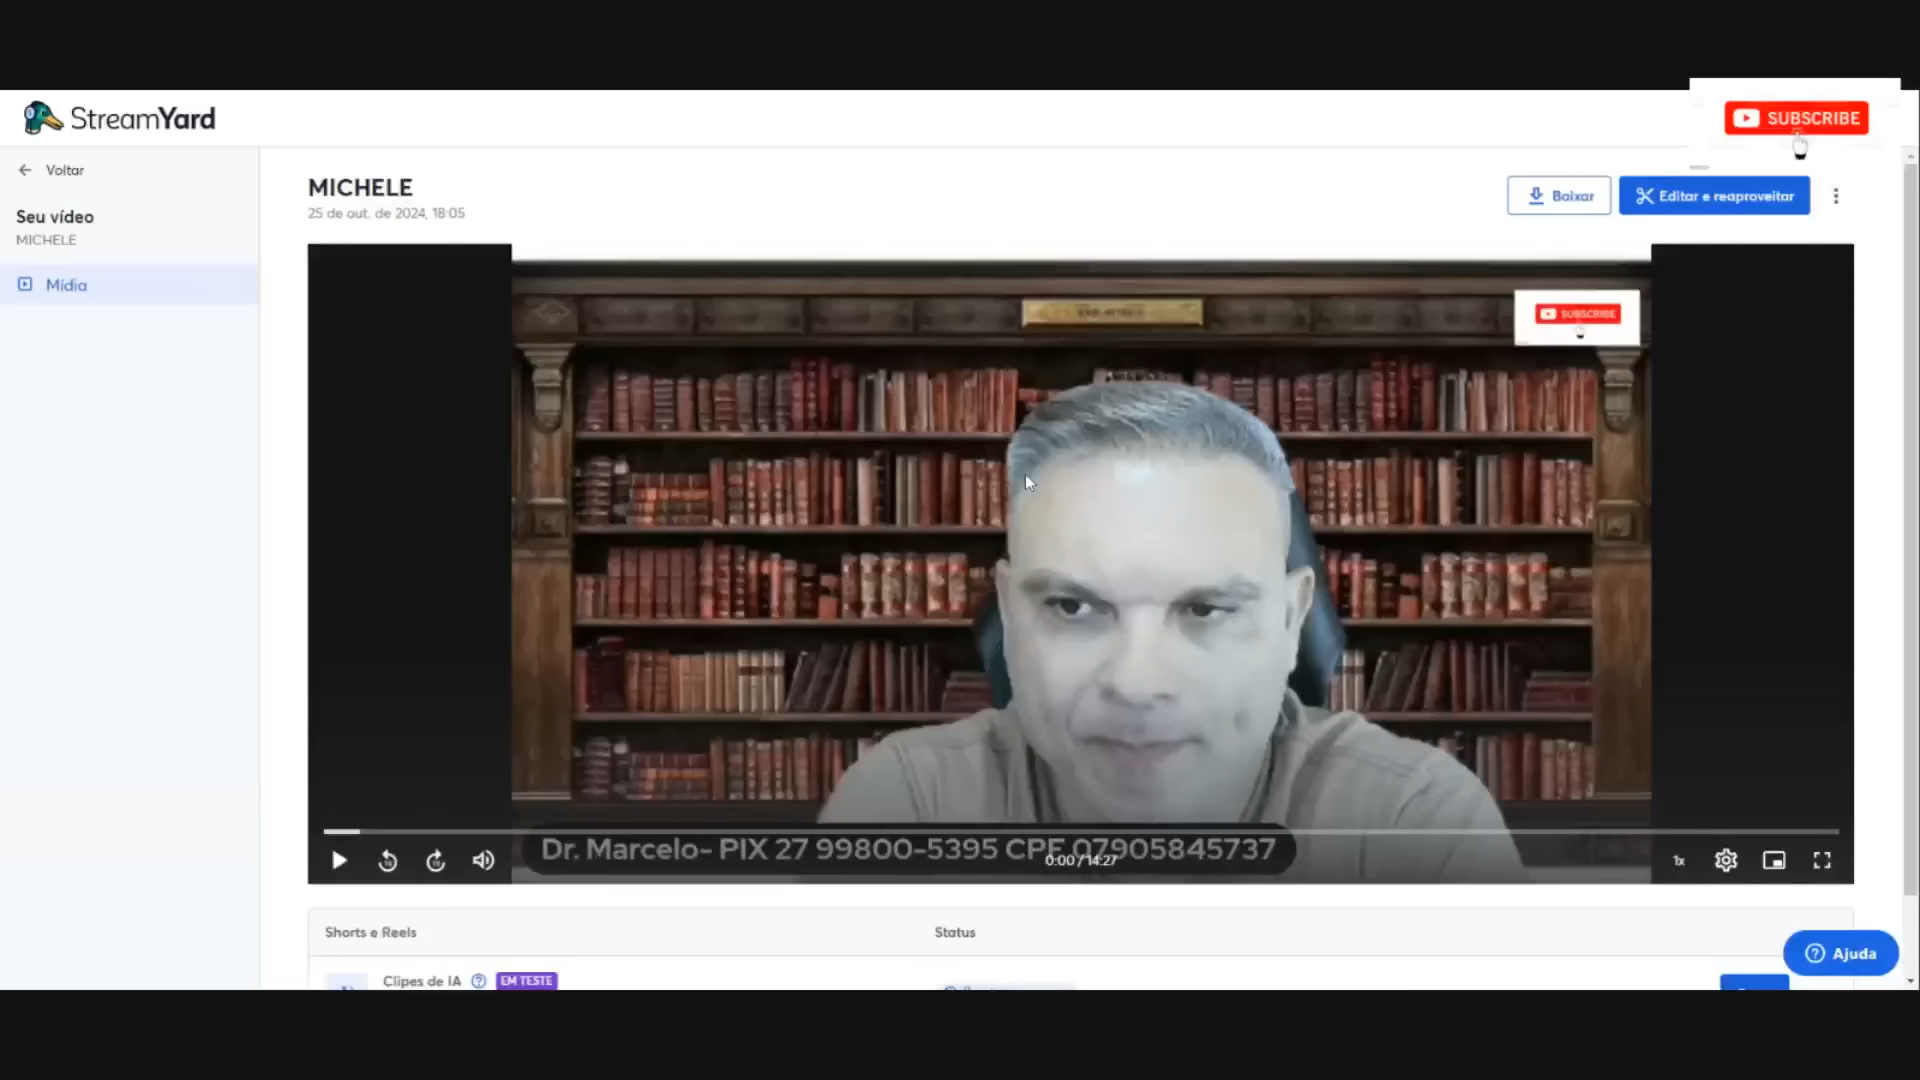 StreamYard
SUBSCRIBE
Voltar
Seu vídeo
MICHELE
Mídia
MICHELE
25 de out. de 2024, 18:05
Baixar
Editar e reaproveitar
SUBSCRIBE
Dr. Marcelo- PIX 27 99800-5395 CPF 07905845737
0:00 / 14:27
1x
Shorts e Reels
Status
Clipes de IA
EM TESTE
Ajuda